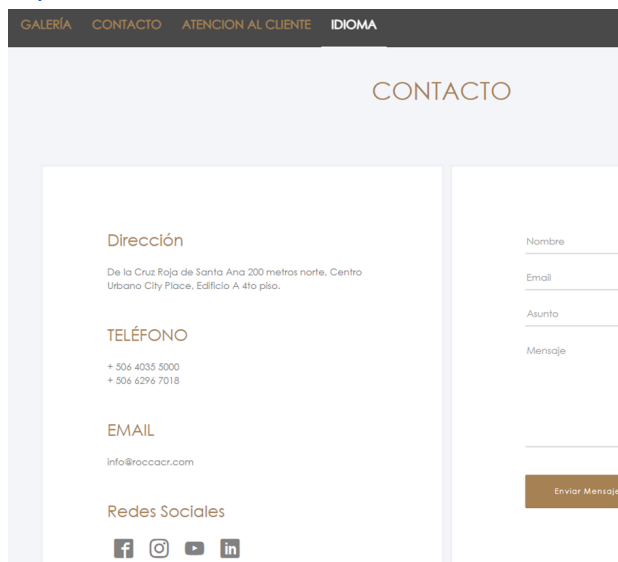 GALERÍA CONTACTO ATENCION AL CLIENTE IDIOMA
CONTACTO
Dirección
De la Cruz Roja de Santa Ana 200 metros norte, Centro
Urbano City Place, Edificio A 4to piso.
TELÉFONO
+ 506 4035 5000
+ 506 6296 7018
EMAIL
info@roccacr.com
Redes Sociales
Nombre
Email
Asunto
Mensaje
Enviar Mensaje